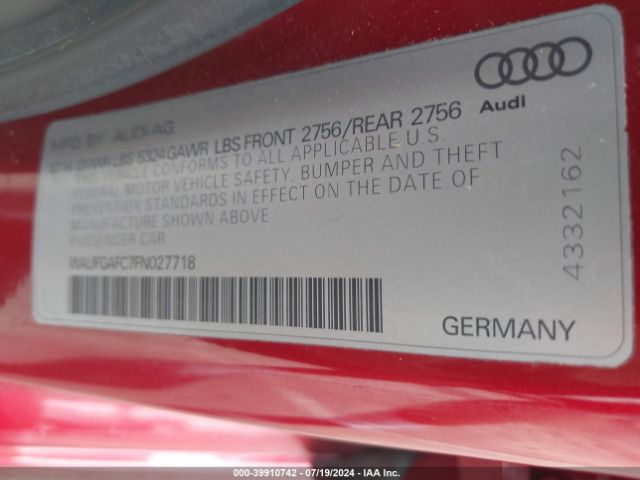 Audi
MFD BY AUDI AG
GVWR LBS 5324 GAWR LBS FRONT 2756/REAR 2756
THIS VEHICLE CONFORMS TO ALL APPLICABLE U.S.
FEDERAL MOTOR VEHICLE SAFETY, BUMPER AND THEFT
PREVENTION STANDARDS IN EFFECT ON THE DATE OF
MANUFACTURE SHOWN ABOVE
PASSENGER CAR
WAUFGAFC7FN027718
4332162
GERMANY
000-39910742 / 07/19/2024 / IAA Inc.